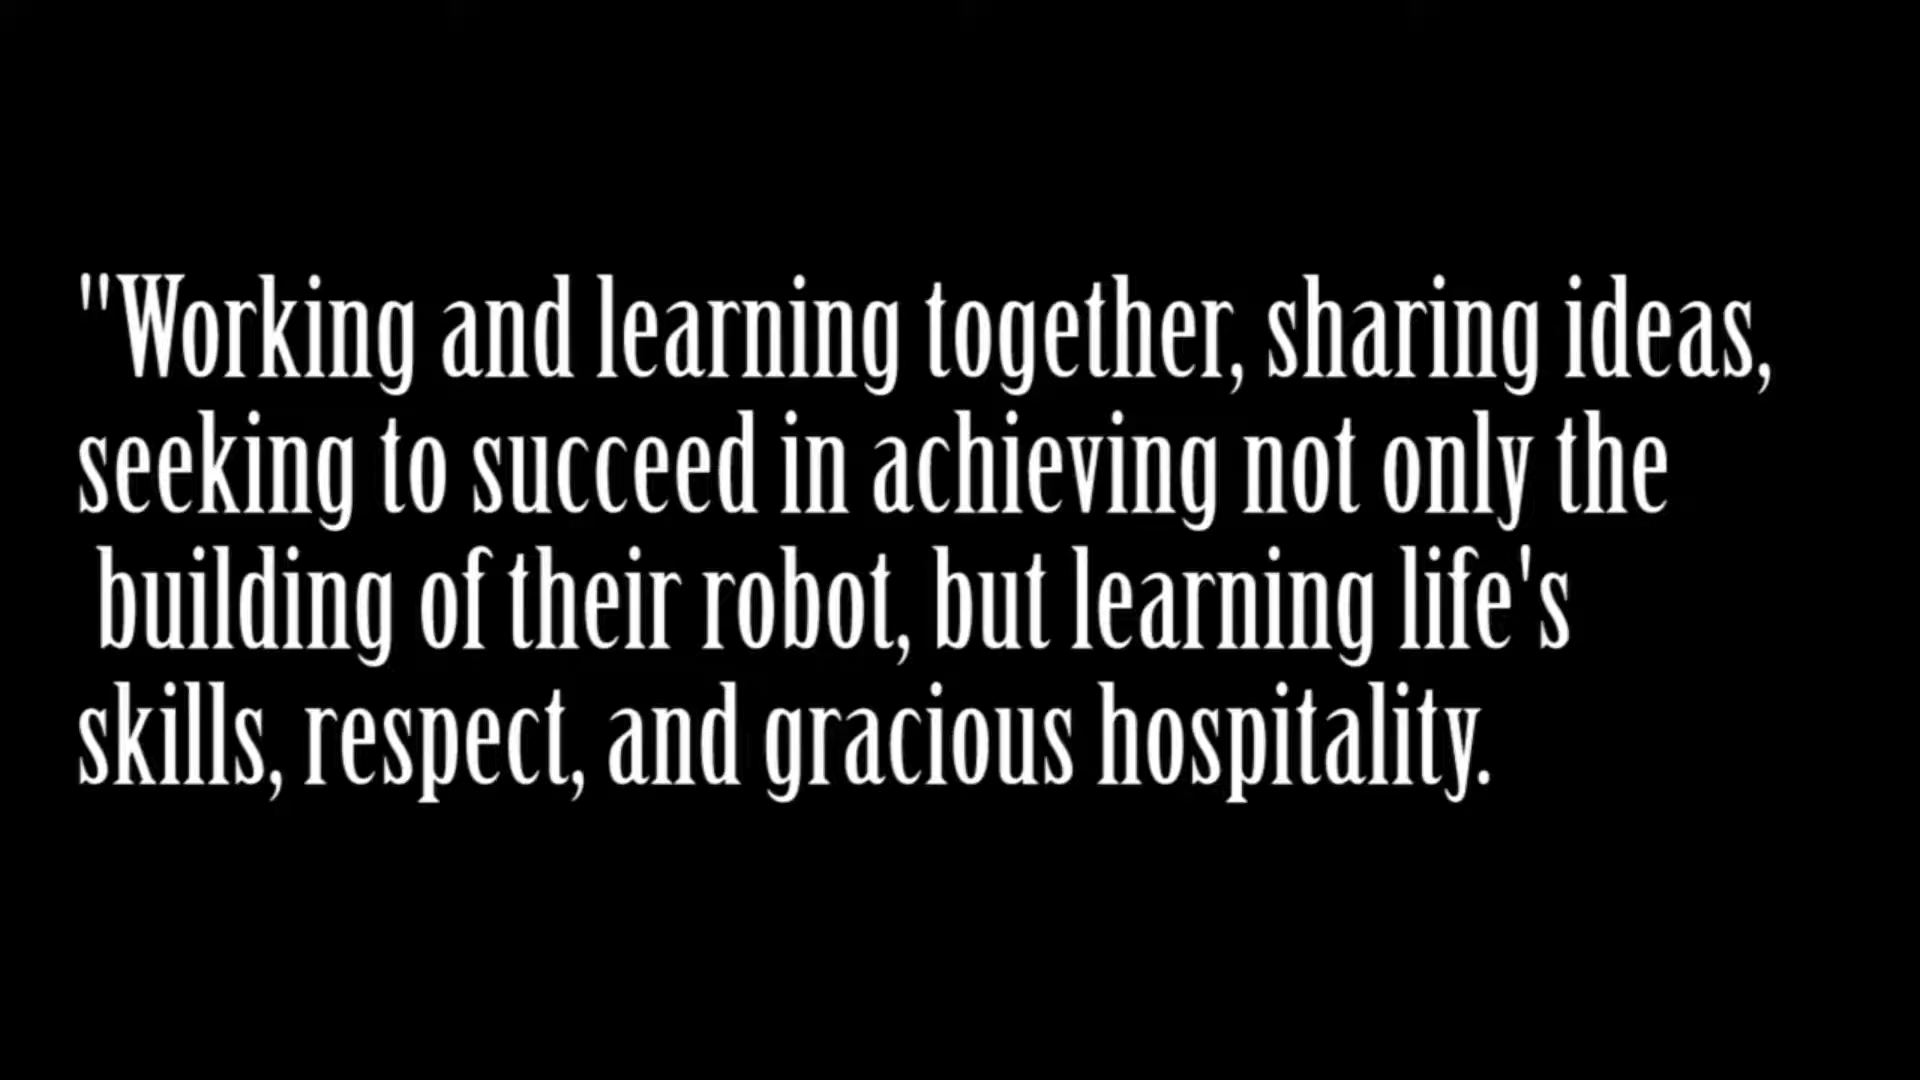 "Working and learning together, sharing ideas,
seeking to succeed in achieving not only the
building of their robot, but learning life's
skills, respect, and gracious hospitality.